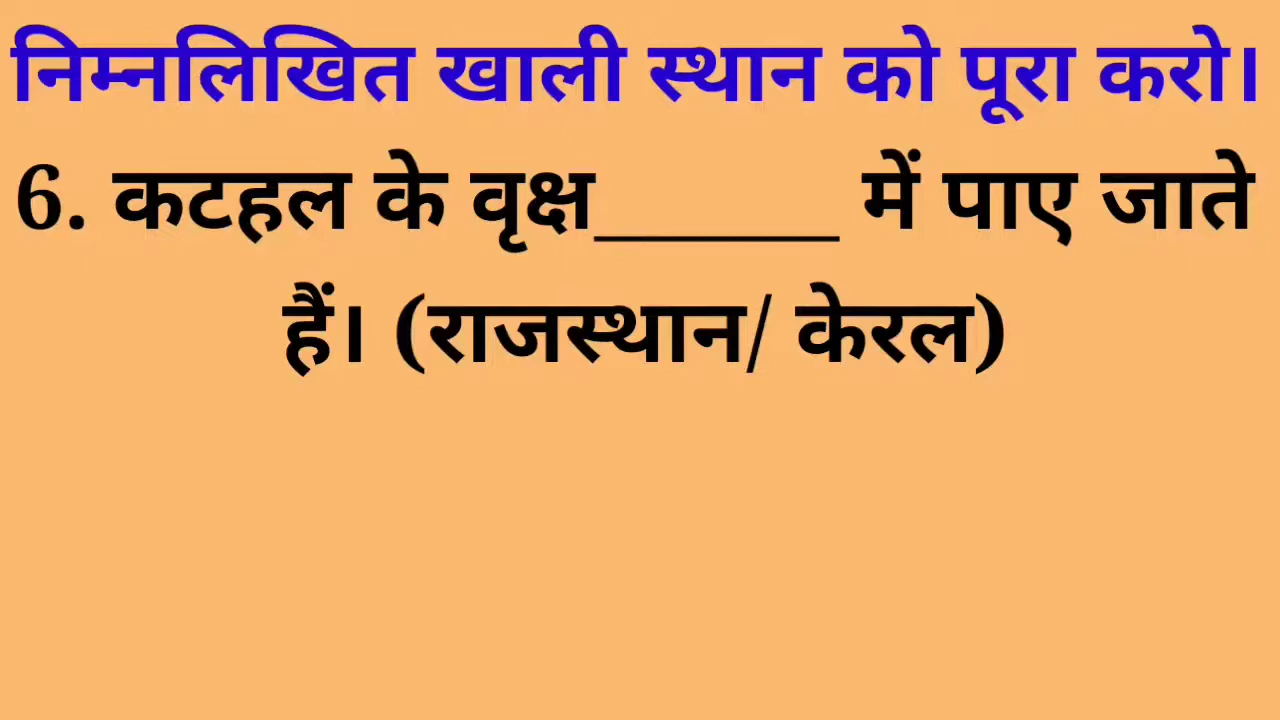 निम्नलिखित खाली स्थान को पूरा करो।
6. कटहल के वृक्ष______ में पाए जाते
हैं। (राजस्थान/ केरल)